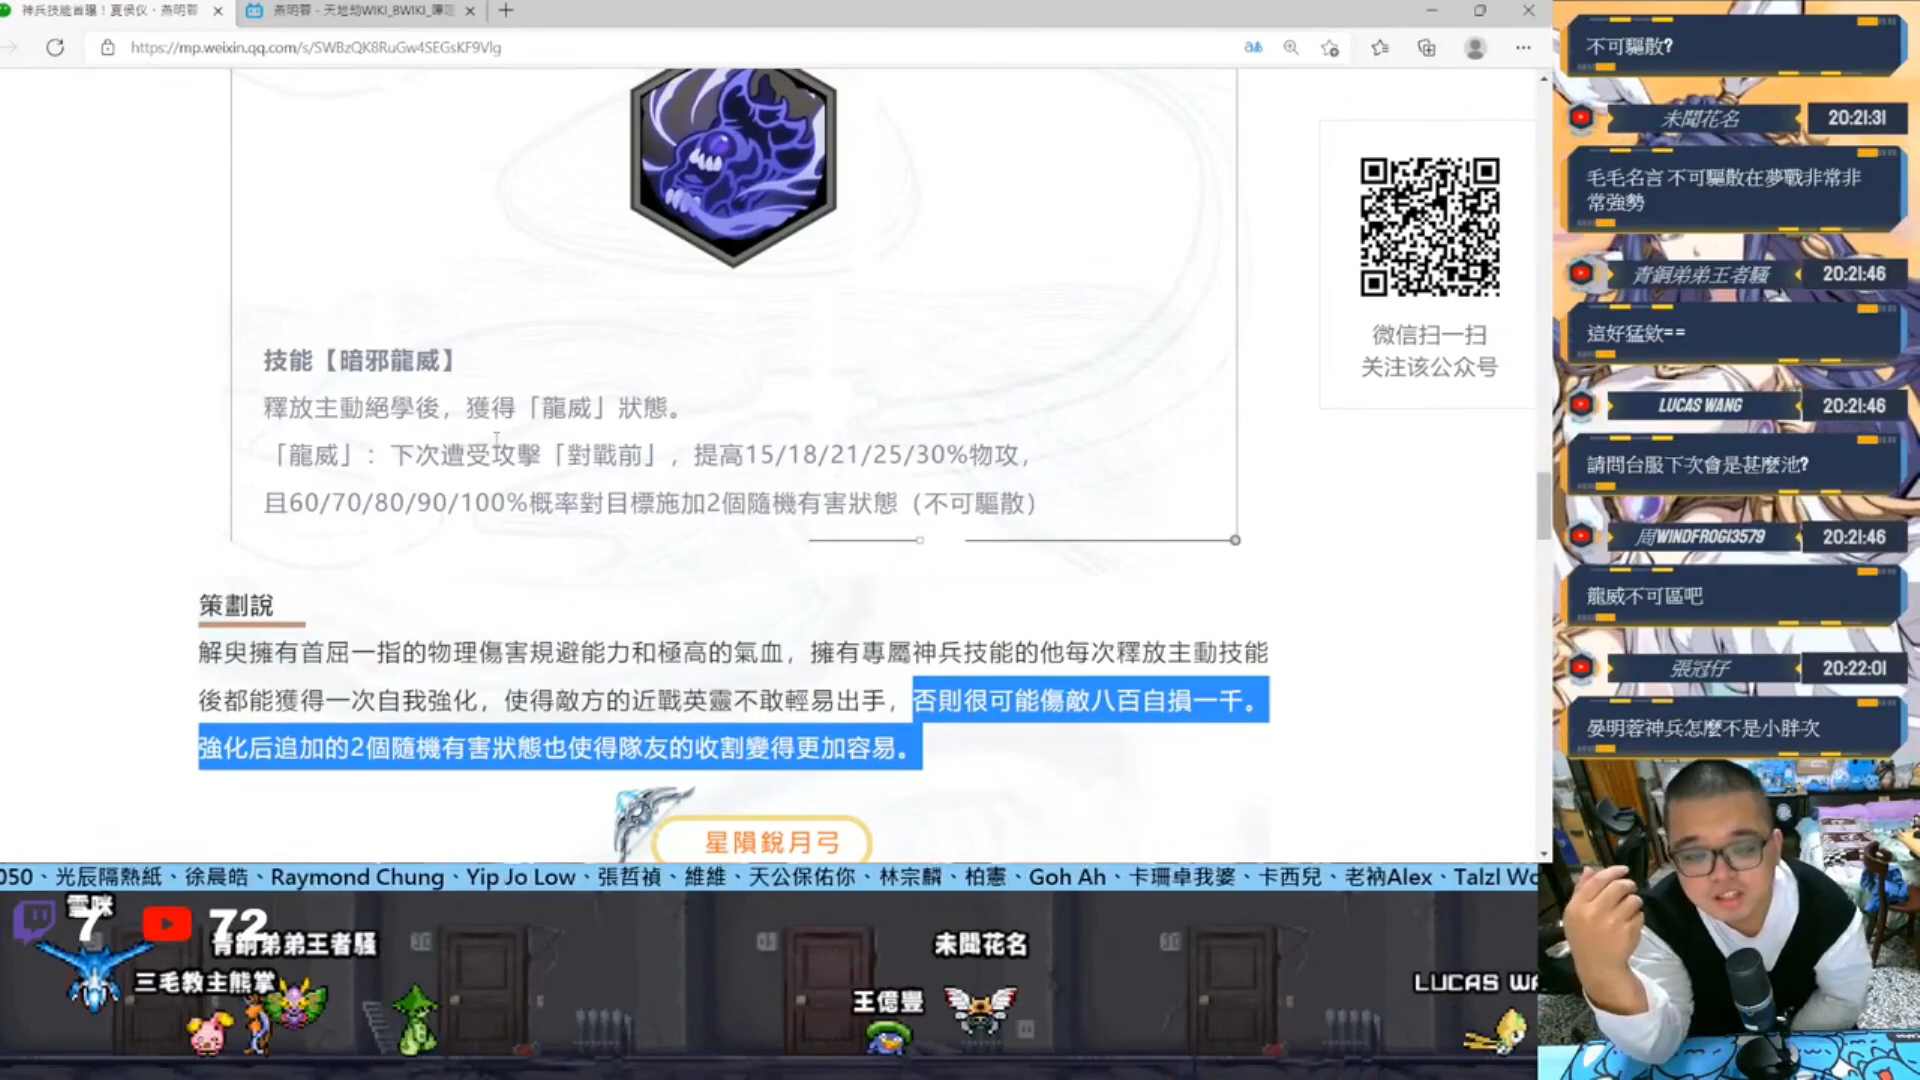 神兵技能首曝!夏侯仪、燕明蓉
燕明蓉 - 天地劫WIKI_BWIKI_嗶哩
https://mp.weixin.qq.com/s/SWBzQK8RuGw4SEGsKF9Vlg
技能【暗邪龍威】
釋放主動絕學後，獲得「龍威」狀態。
「龍威」：下次遭受攻擊「對戰前」，提高15/18/21/25/30%物攻，
且60/70/80/90/100%概率對目標施加2個隨機有害狀態（不可驅散）
策劃說
解臾擁有首屈一指的物理傷害規避能力和極高的氣血，擁有專屬神兵技能的他每次釋放主動技能
後都能獲得一次自我強化，使得敵方的近戰英靈不敢輕易出手，否則很可能傷敵八百自損一千。
強化后追加的2個隨機有害狀態也使得隊友的收割變得更加容易。
星隕銳月弓
微信扫一扫
关注该公众号
不可驅散?
未聞花名 20:21:31
毛毛名言 不可驅散在夢戰非常非
常強勢
青銅弟弟王者騷 20:21:46
這好猛欸==
LUCAS WANG 20:21:46
請問台服下次會是甚麼池?
周WINDFROG13579 20:21:46
龍威不可區吧
張冠仔 20:22:01
晏明蓉神兵怎麼不是小胖次
050、光辰隔熱紙、徐晨皓、Raymond Chung、Yip Jo Low、張哲禎、維維、天公保佑你、林宗麟、柏憲、Goh Ah、卡珊卓我婆、卡西兒、老衲Alex、Talzl Wo
雪咪
7
72
青銅弟弟王者騷
三毛教主熊掌
未聞花名
王億豐
LUCAS WA